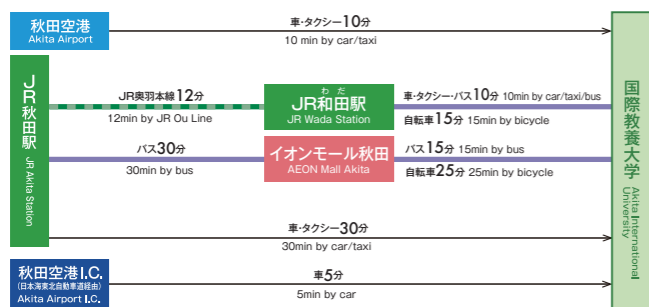 秋田空港
Akita Airport
車・タクシー10分
10 min by car/taxi
JR秋田駅
JR Akita Station
JR奥羽本線12分
12min by JR Ou Line
わだ
JR和田駅
JR Wada Station
車・タクシー・バス10分 10min by car/taxi/bus
自転車15分 15min by bicycle
バス30分
30min by bus
イオンモール秋田
AEON Mall Akita
バス15分 15min by bus
自転車25分 25min by bicycle
車・タクシー30分
30min by car/taxi
秋田空港I.C.
(日本海東北自動車道経由)
Akita Airport I.C.
車5分
5min by car
国際教養大学
Akita International
University